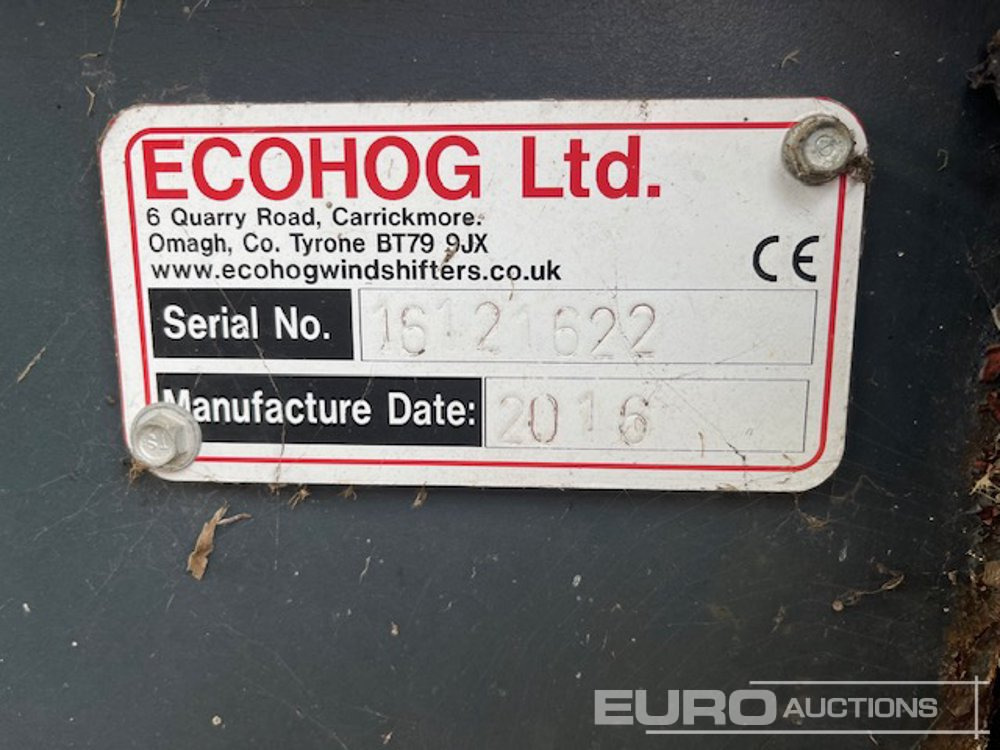 ECOHOG Ltd.
6 Quarry Road, Carrickmore.
Omagh, Co. Tyrone BT79 9JX
www.ecohogwindshifters.co.uk
CE
Serial No. 16121622
Manufacture Date: 2016
EURO AUCTIONS